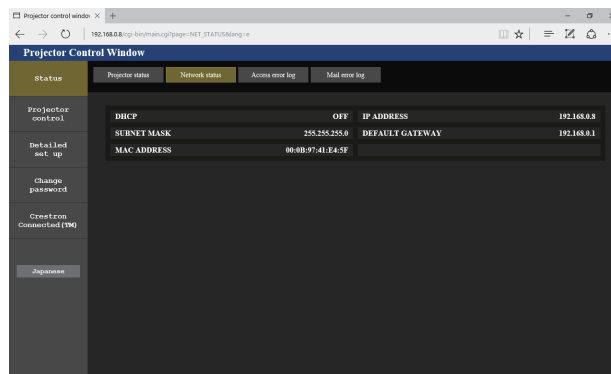 Projector control windov
192.168.0.8/cgi-bin/main.cgi?page=NET_STATUS&lang=e
Projector Control Window
Status
Projector status
Network status
Access error log
Mail error log
Projector
control
Detailed
set up
Change
password
Crestron
Connected(TM)
Japanese
DHCP OFF IP ADDRESS 192.168.0.8
SUBNET MASK 255.255.255.0 DEFAULT GATEWAY 192.168.0.1
MAC ADDRESS 00:0B:97:41:E4:5F